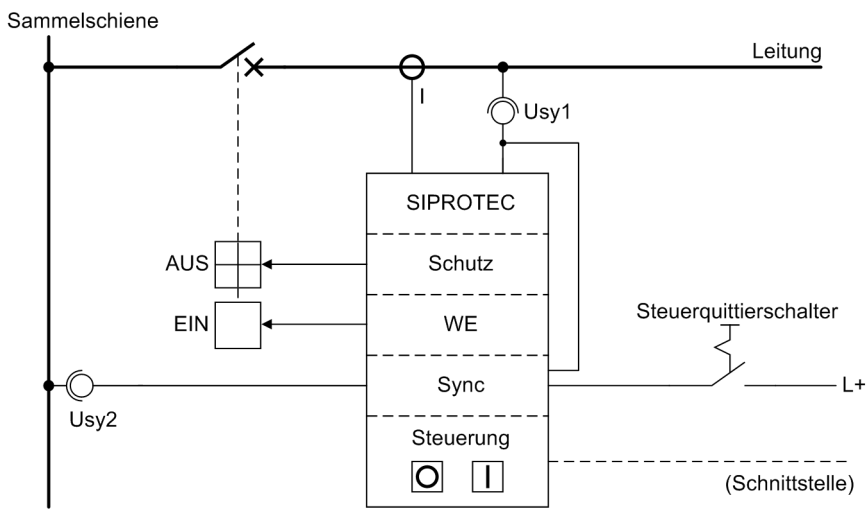 Sammelschiene
Leitung
I
Usy1
SIPROTEC
AUS
Schutz
EIN
WE
Steuerquittierschalter
Sync
L+
Usy2
Steuerung
(Schnittstelle)